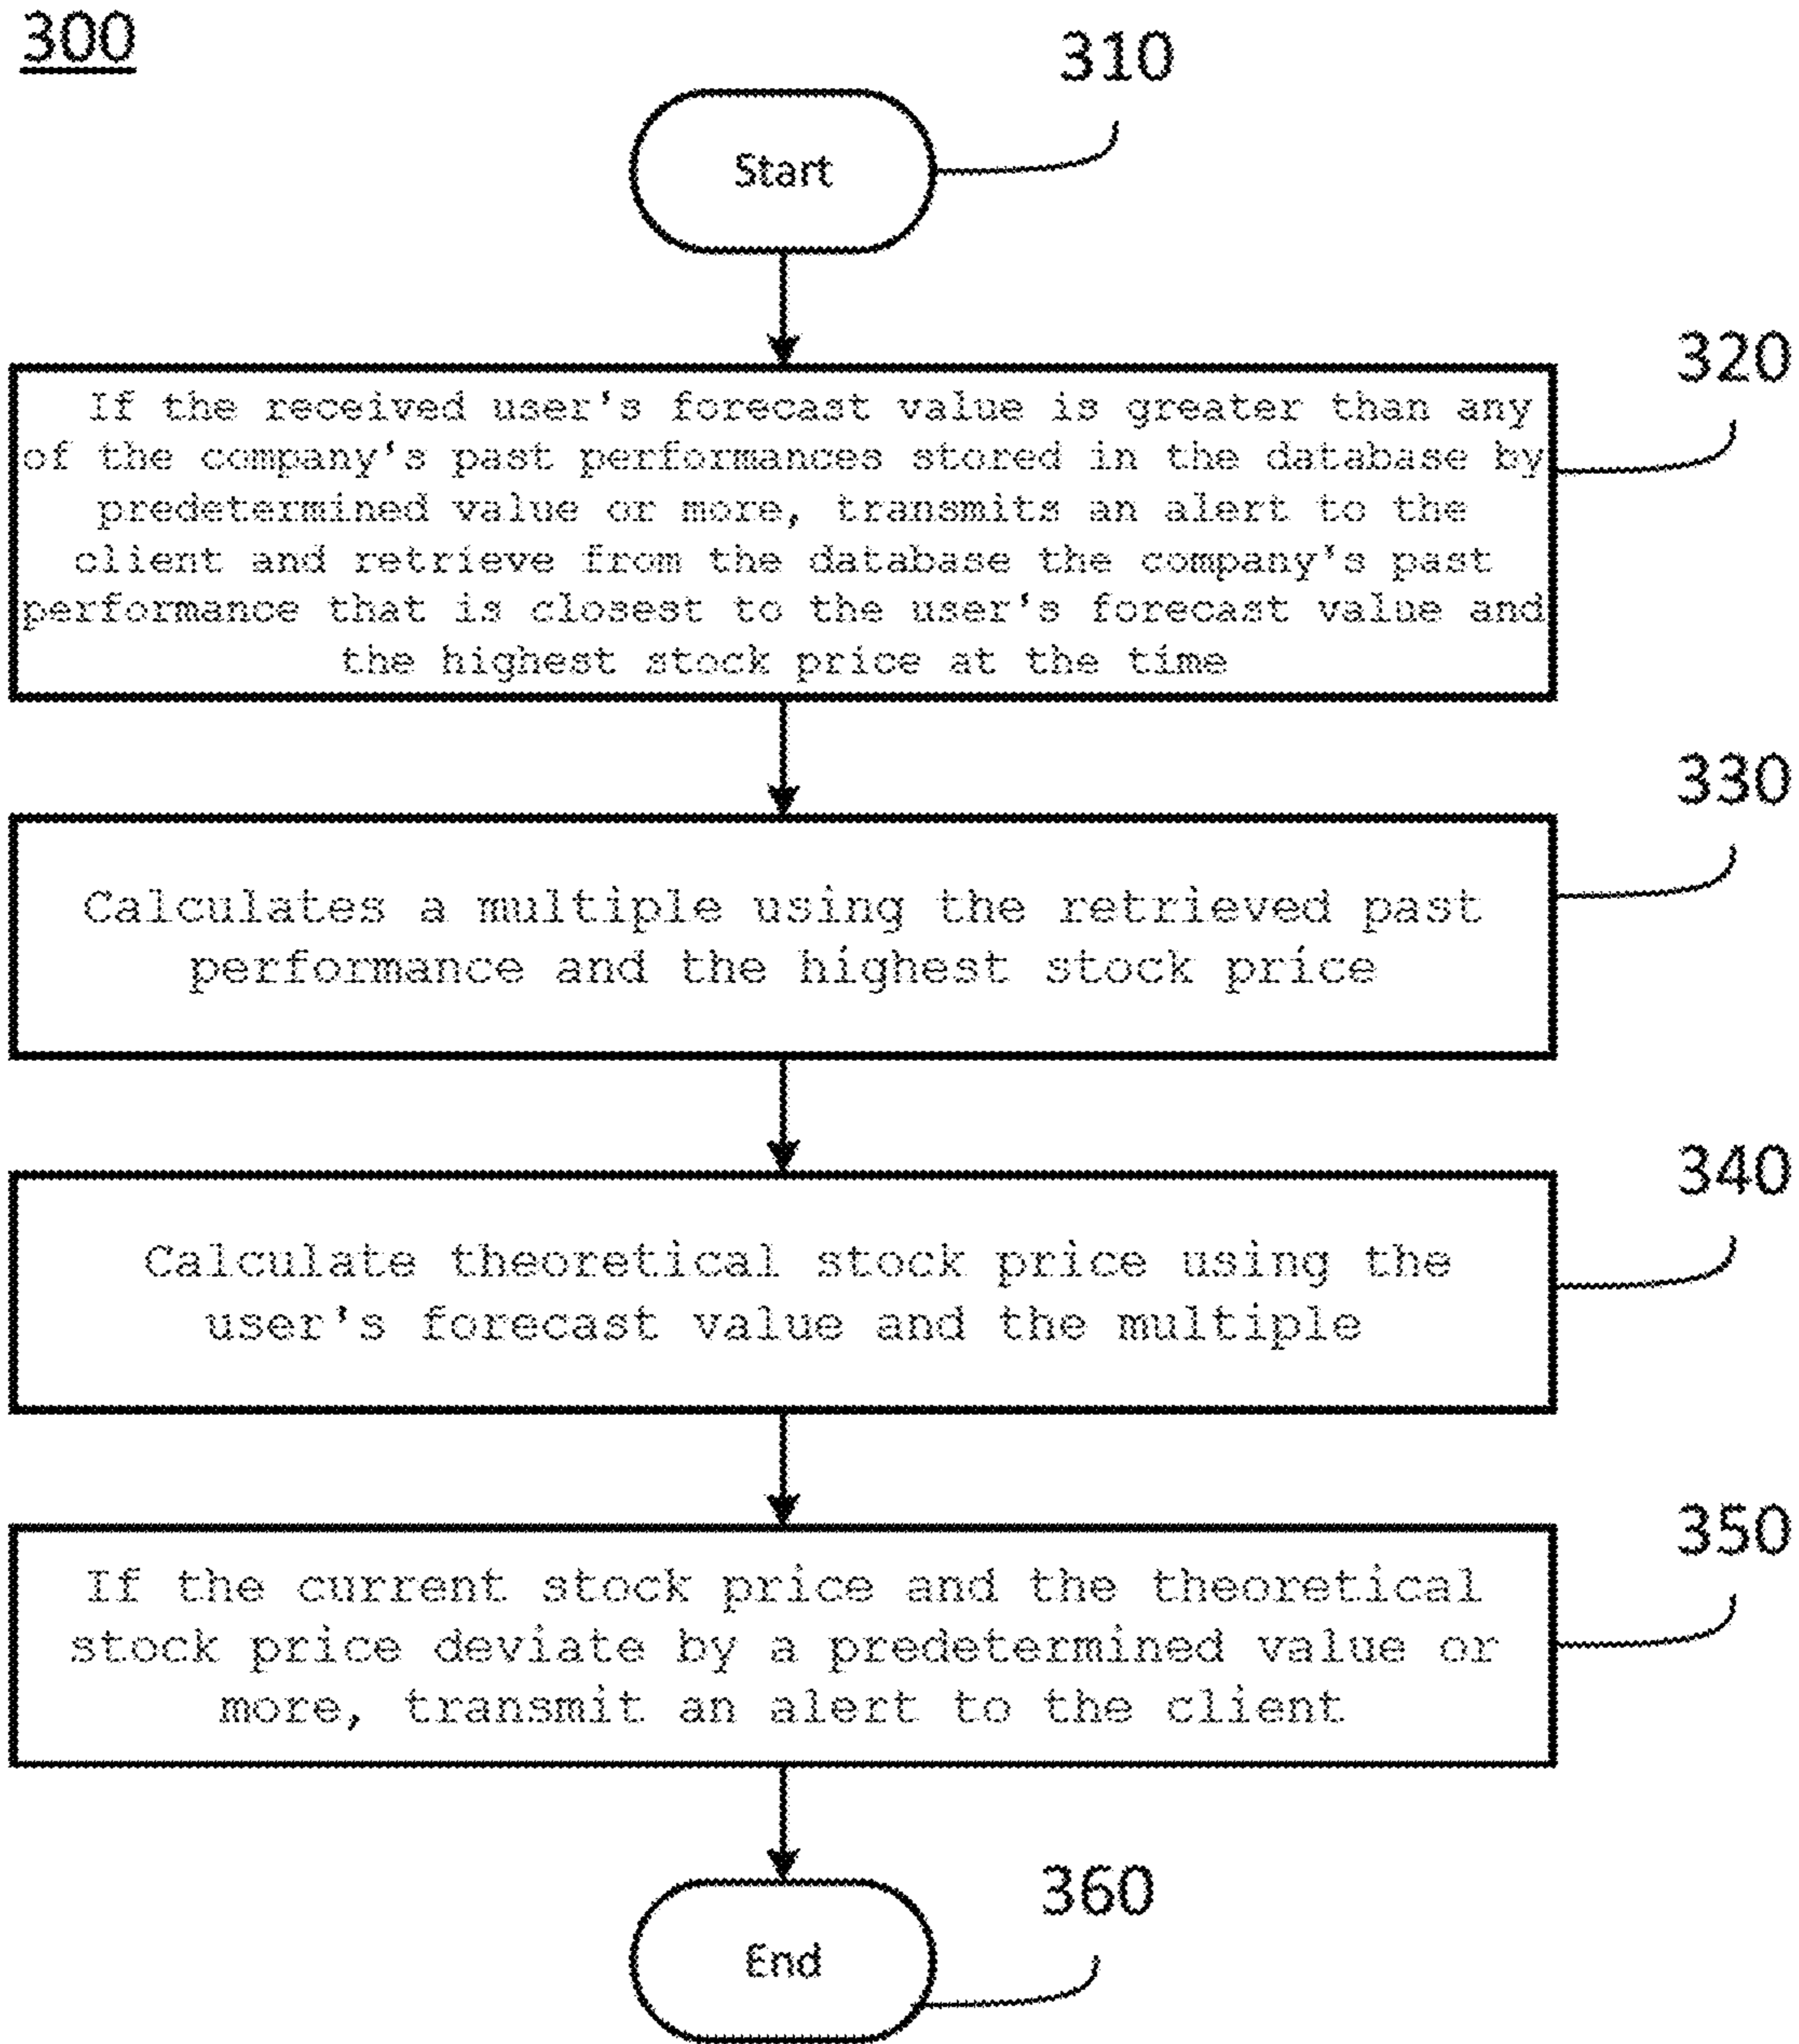 300
310
Start
320
If the received user's forecast value is greater than any
of the company's past performances stored in the database by
predetermined value or more, transmits an alert to the
client and retrieve from the database the company's past
performance that is closest to the user's forecast value and
the highest stock price at the time
330
Calculates a multiple using the retrieved past
performance and the highest stock price
340
Calculate theoretical stock price using the
user's forecast value and the multiple
350
If the current stock price and the theoretical
stock price deviate by a predetermined value or
more, transmit an alert to the client
360
End